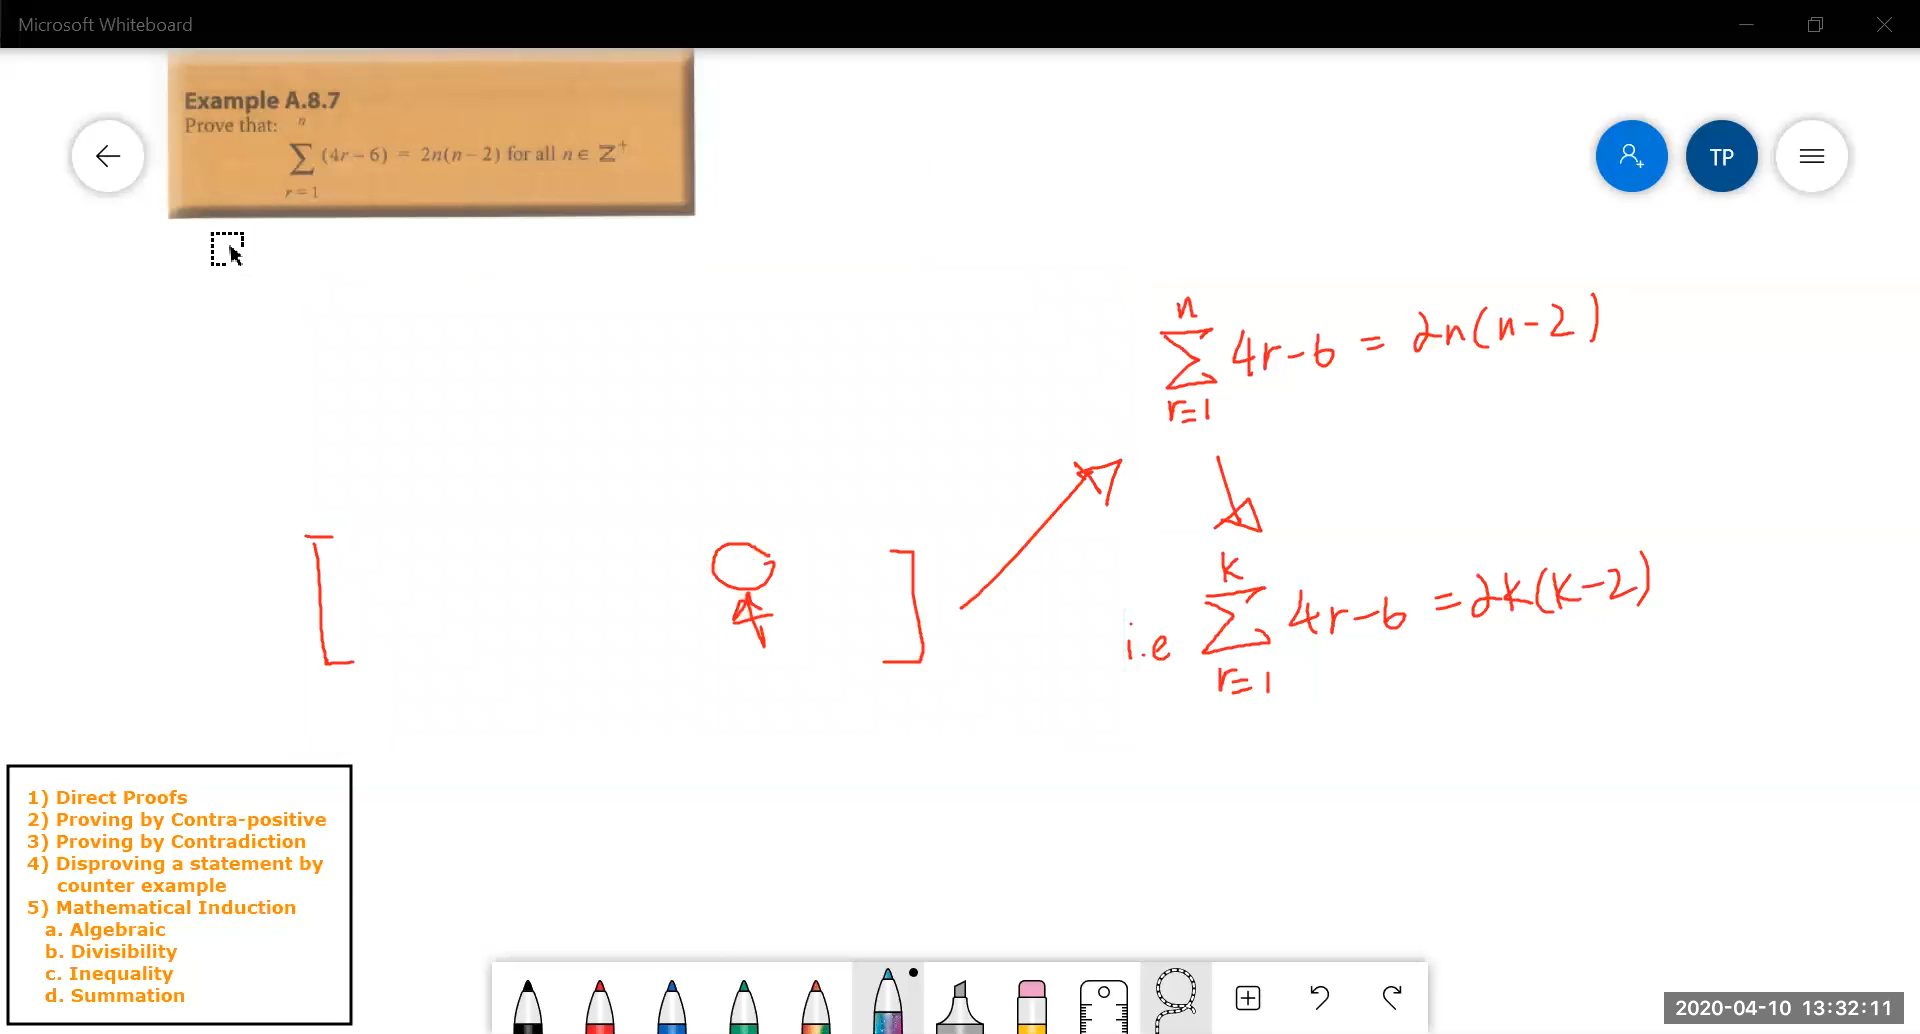 Microsoft Whiteboard
Example A.8.7
Prove that:
n
∑ (4r – 6) = 2n(n – 2) for all n ∈ ℤ⁺
r = 1
TP
n
∑ 4r-6 = 2n(n-2)
r=1
k
i.e ∑ 4r-6 = 2k(k-2)
r=1
1) Direct Proofs
2) Proving by Contra-positive
3) Proving by Contradiction
4) Disproving a statement by
counter example
5) Mathematical Induction
a. Algebraic
b. Divisibility
c. Inequality
d. Summation
2020-04-10 13:32:11